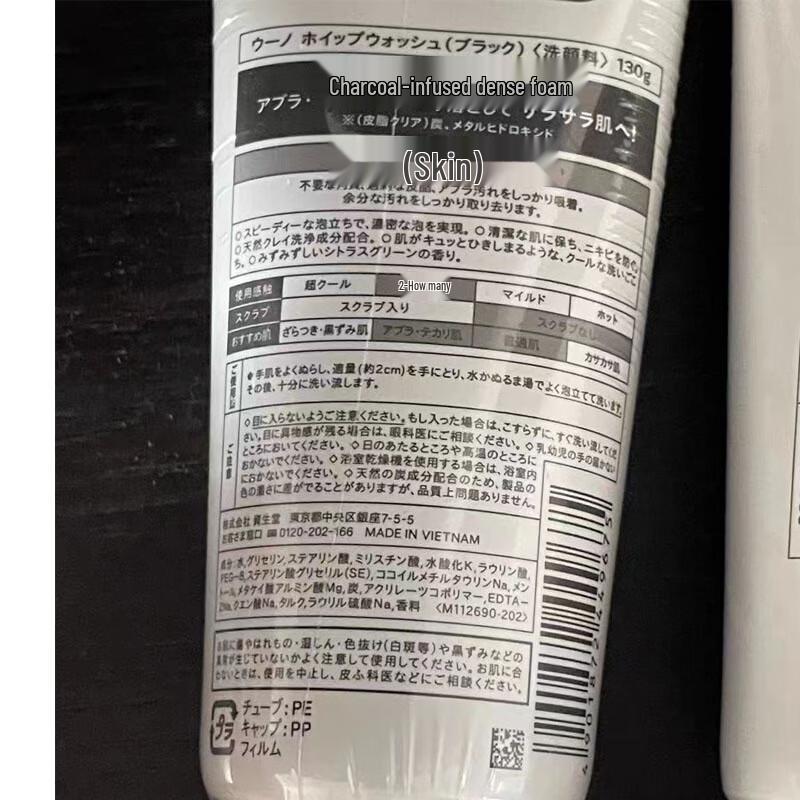 ウーノ ホイップウォッシュ(ブラック)〈洗顔料〉130g
Charcoal-infused dense foam
アブラ・ サラサラ肌へ!
※(皮脂クリア)炭、メタルヒドロキシド
(Skin)
アブラ汚れをしっかり吸着。
余分な汚れをしっかり取り去ります。
○スピーディーな泡立ちで、濃密な泡を実現。○清潔な肌に保ち、ニキビを防ぐ。
○天然クレイ洗浄成分配合。○肌がキュッとひきしまるような、クールな洗いごこ
ち。○みずみずしいシトラスグリーンの香り。
使用感触 超クール 2-How many マイルド ホット
スクラブ スクラブ入り スクラブなし
おすすめ肌 ざらつき・黒ずみ肌 アブラ・テカリ肌 普通肌 カサカサ肌
ご使用法
●手肌をよくぬらし、適量(約2cm)を手にとり、水かぬるま湯でよく泡立てて洗います。
その後、十分に洗い流します。
ご注意
◇目に入らないようご注意ください。もし入った場合は、こすらずに、すぐ洗い流してくだ
さい。目に異物感が残る場合は、眼科医にご相談ください。◇乳幼児の手の届かない
ところにおいてください。◇日のあたるところや高温のところに
おかないでください。◇浴室乾燥機を使用する場合は、浴室内
におかないでください。◇天然の炭成分配合のため、製品の
色の濃さに差がでることがありますが、品質上問題ありません。
株式会社 資生堂 東京都中央区銀座7-5-5
お客さま窓口 0120-202-166 MADE IN VIETNAM
成分:水,グリセリン,ステアリン酸,ミリスチン酸,水酸化K,ラウリン酸,
PEG-8,ステアリン酸グリセリル(SE),ココイルメチルタウリンNa,メン
トール,メタケイ酸アルミン酸Mg,炭,アクリレーツコポリマー,EDTA-
2Na,クエン酸Na,タルク,ラウリル硫酸Na,香料 〈M112690-202〉
お肌に傷やはれもの・湿しん・色抜け(白斑等)や黒ずみなどの
異常が生じていないかよく注意して使用してください。お肌に合
わないときは、使用を中止し、皮ふ科医などにご相談ください。
プラ
チューブ:PE
キャップ:PP
フィルム